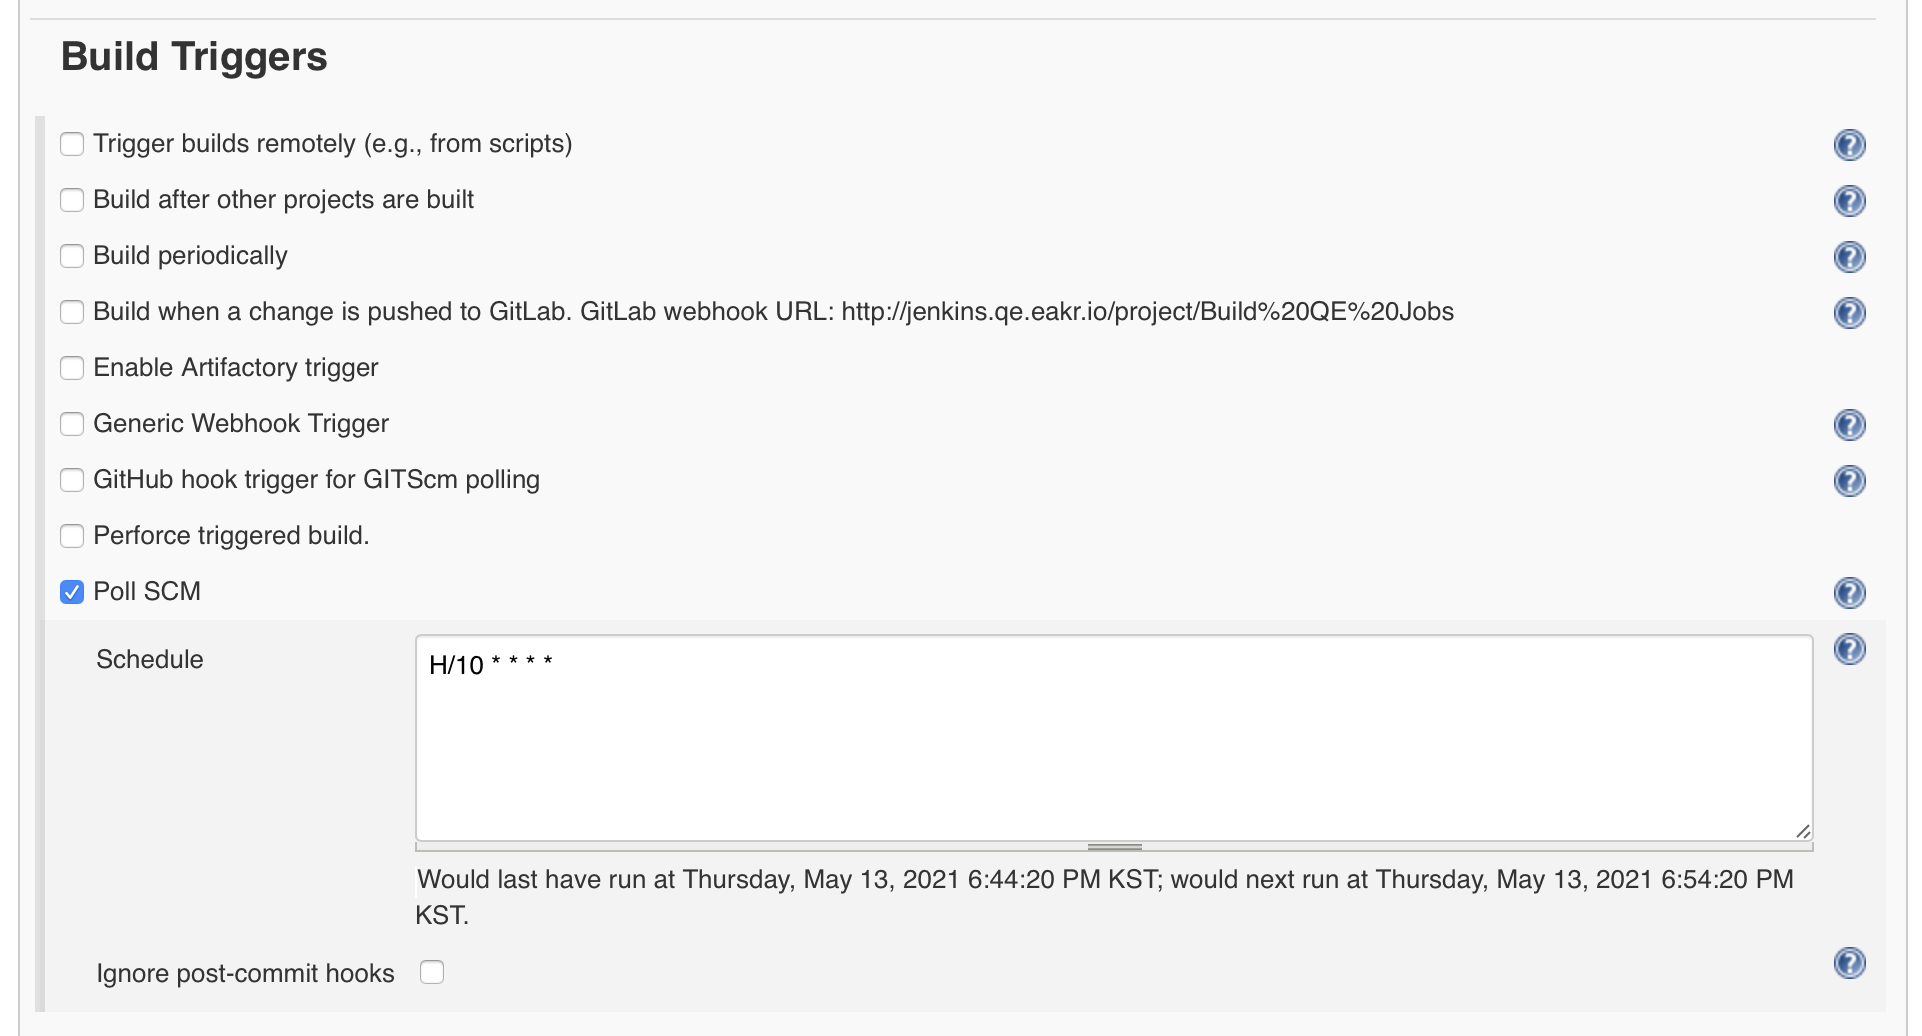 Build Triggers
Trigger builds remotely (e.g., from scripts)
Build after other projects are built
Build periodically
Build when a change is pushed to GitLab. GitLab webhook URL: http://jenkins.qe.eakr.io/project/Build%20QE%20Jobs
Enable Artifactory trigger
Generic Webhook Trigger
GitHub hook trigger for GITScm polling
Perforce triggered build.
Poll SCM
Schedule
H/10 * * * *
Would last have run at Thursday, May 13, 2021 6:44:20 PM KST; would next run at Thursday, May 13, 2021 6:54:20 PM
KST.
Ignore post-commit hooks